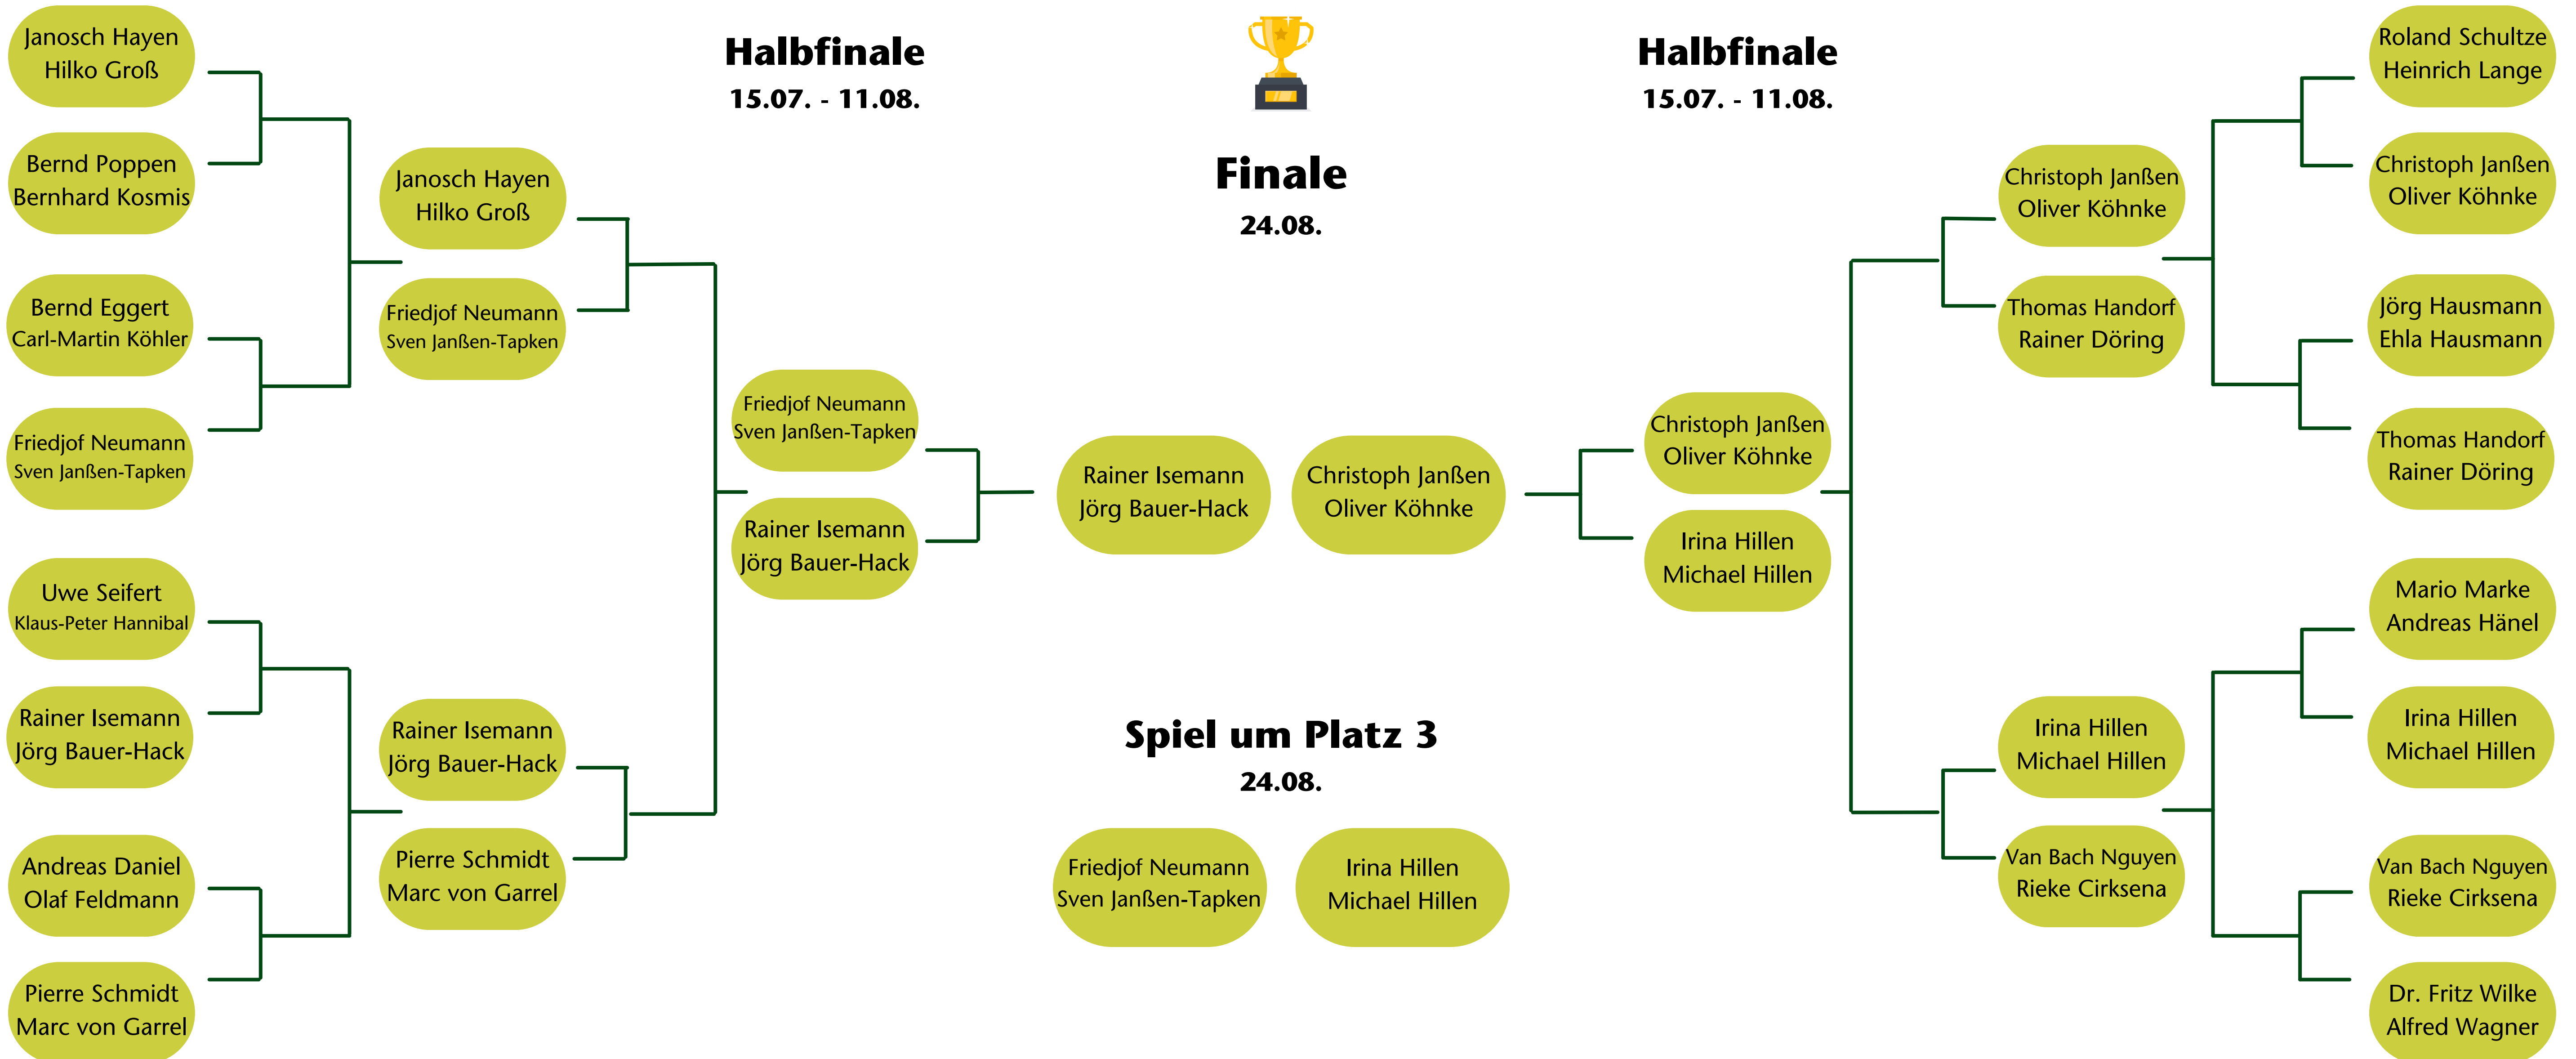 Janosch Hayen
Hilko Groß
Bernd Poppen
Bernhard Kosmis
Bernd Eggert
Carl-Martin Köhler
Friedjof Neumann
Sven Janßen-Tapken
Uwe Seifert
Klaus-Peter Hannibal
Rainer Isemann
Jörg Bauer-Hack
Andreas Daniel
Olaf Feldmann
Pierre Schmidt
Marc von Garrel
Janosch Hayen
Hilko Groß
Friedjof Neumann
Sven Janßen-Tapken
Rainer Isemann
Jörg Bauer-Hack
Pierre Schmidt
Marc von Garrel
Halbfinale
15.07. - 11.08.
Friedjof Neumann
Sven Janßen-Tapken
Rainer Isemann
Jörg Bauer-Hack
Finale
24.08.
Rainer Isemann
Jörg Bauer-Hack
Christoph Janßen
Oliver Köhnke
Spiel um Platz 3
24.08.
Friedjof Neumann
Sven Janßen-Tapken
Irina Hillen
Michael Hillen
Halbfinale
15.07. - 11.08.
Christoph Janßen
Oliver Köhnke
Irina Hillen
Michael Hillen
Christoph Janßen
Oliver Köhnke
Thomas Handorf
Rainer Döring
Irina Hillen
Michael Hillen
Van Bach Nguyen
Rieke Cirksena
Roland Schultze
Heinrich Lange
Christoph Janßen
Oliver Köhnke
Jörg Hausmann
Ehla Hausmann
Thomas Handorf
Rainer Döring
Mario Marke
Andreas Hänel
Irina Hillen
Michael Hillen
Van Bach Nguyen
Rieke Cirksena
Dr. Fritz Wilke
Alfred Wagner